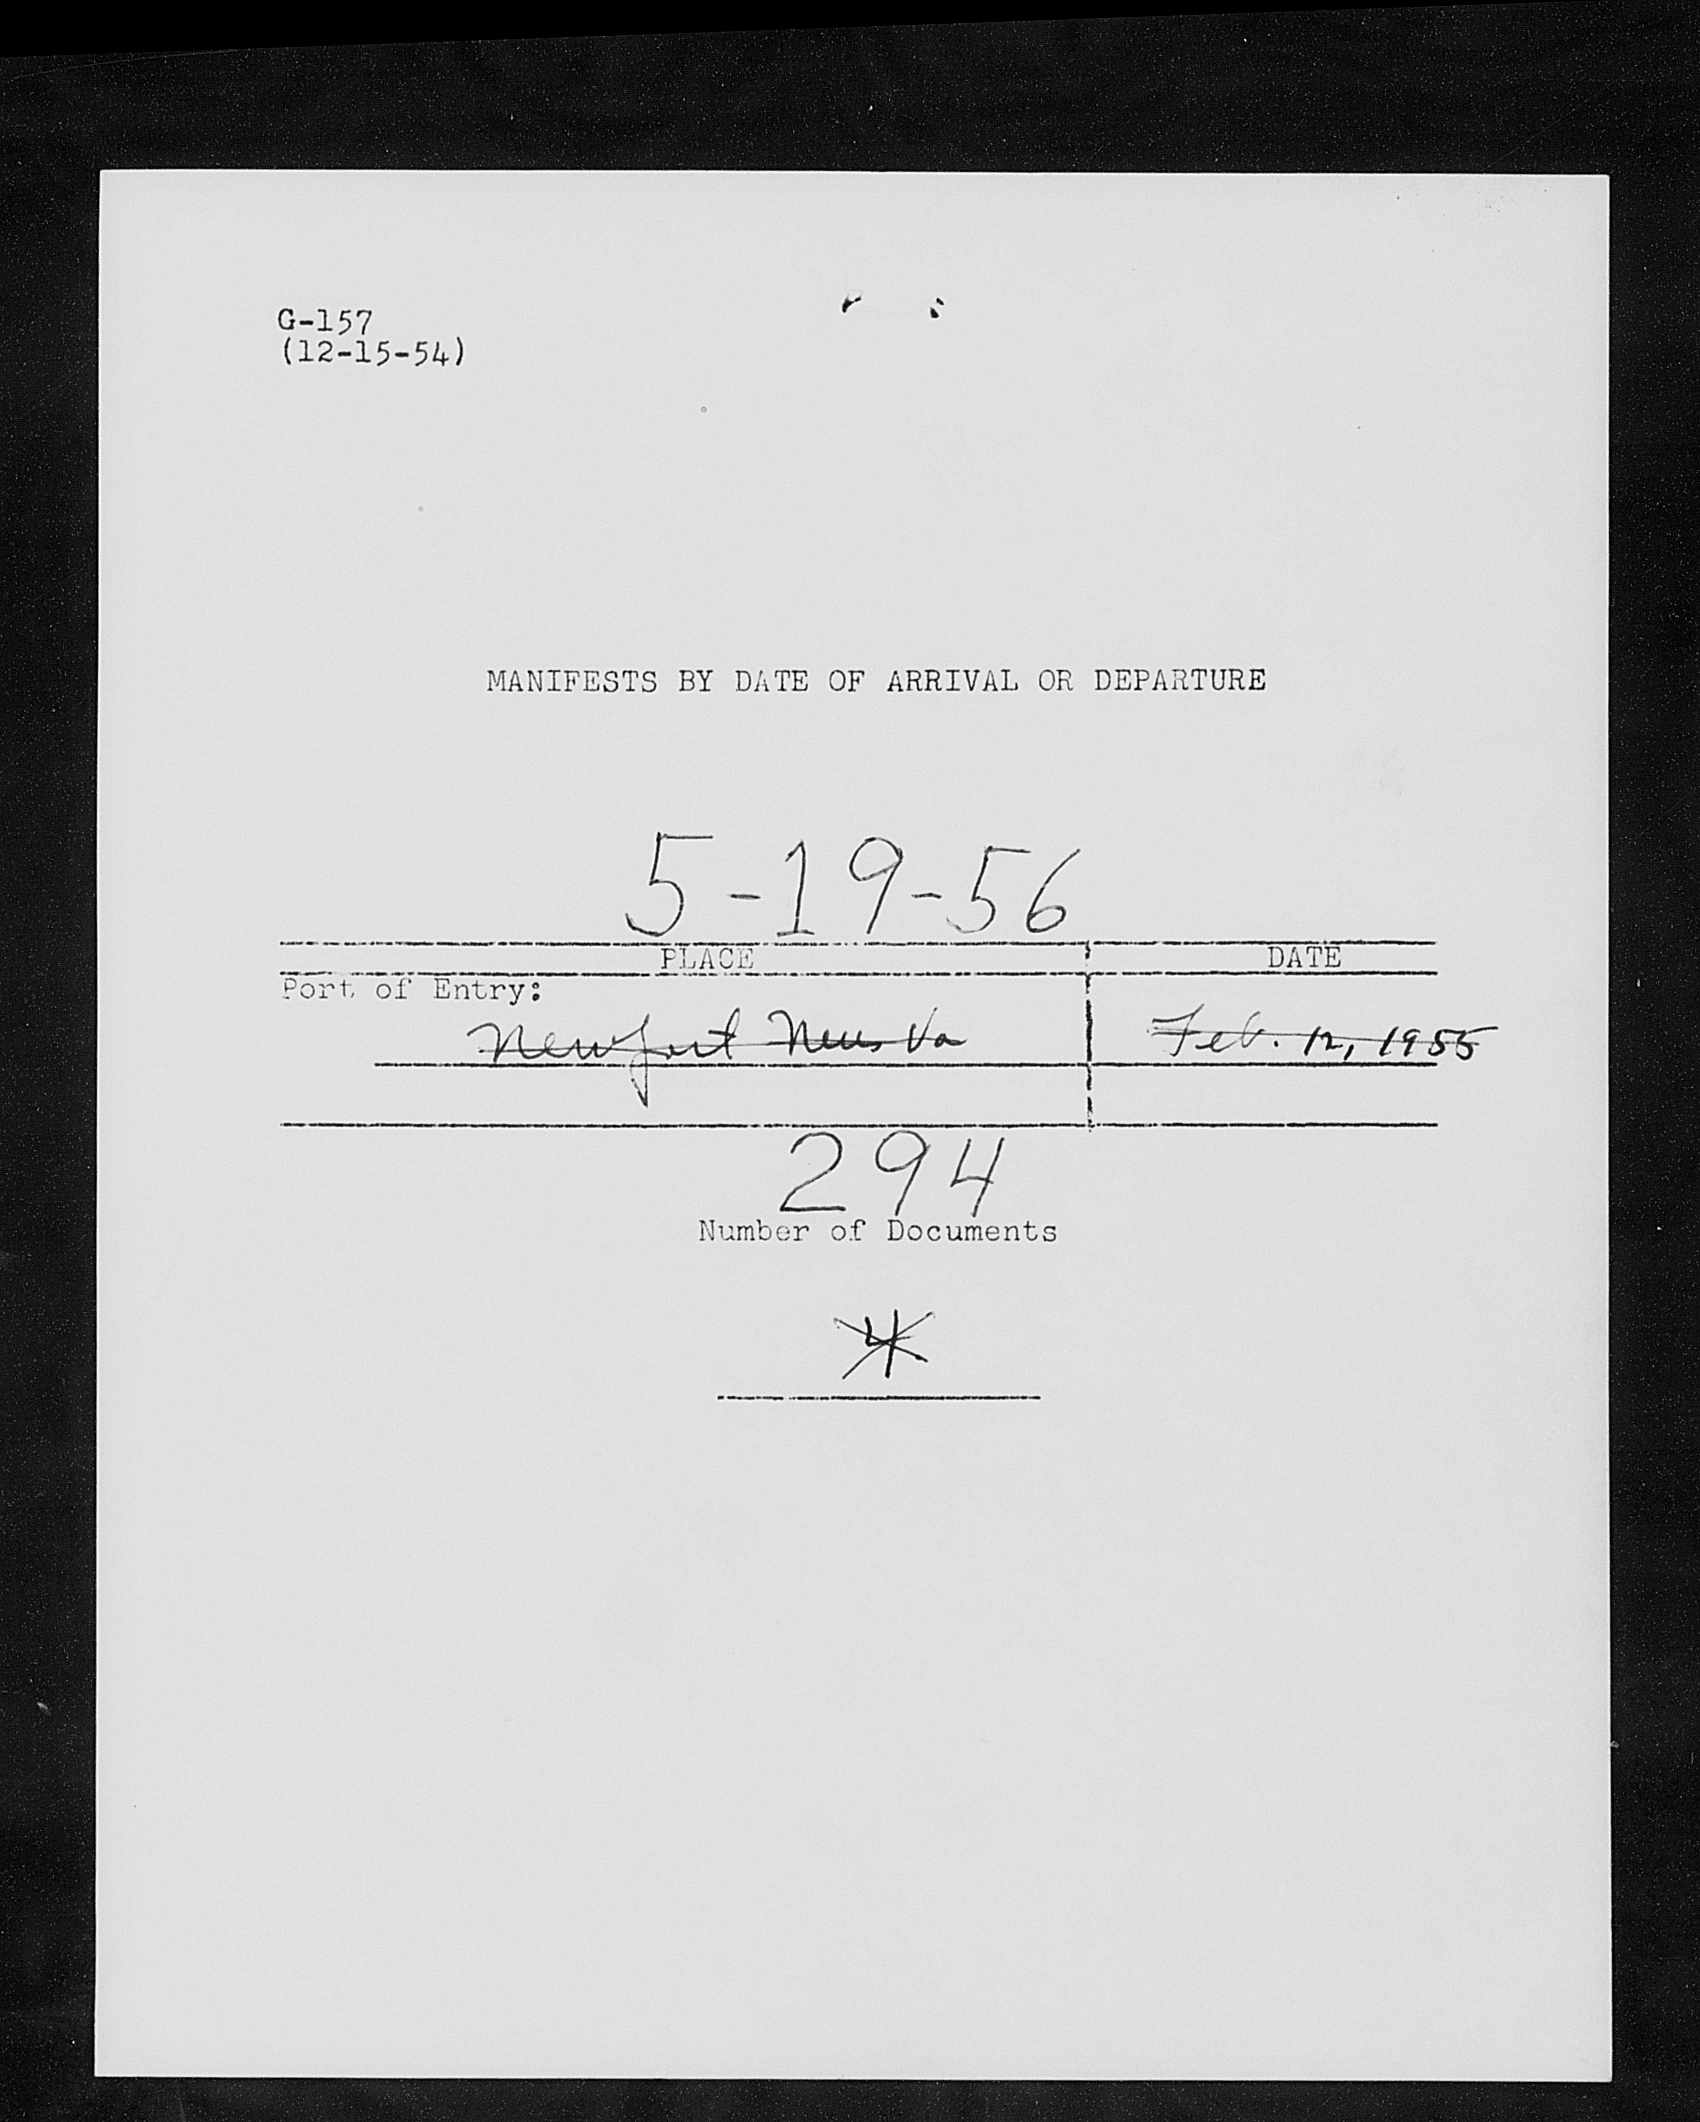 G-157
(12-15-54)
MANIFESTS BY DATE OF ARRIVAL OR DEPARTURE
5-19-56
PLACE DATE
Port of Entry:
Newport News Va Feb. 12, 1955
294
Number of Documents
4